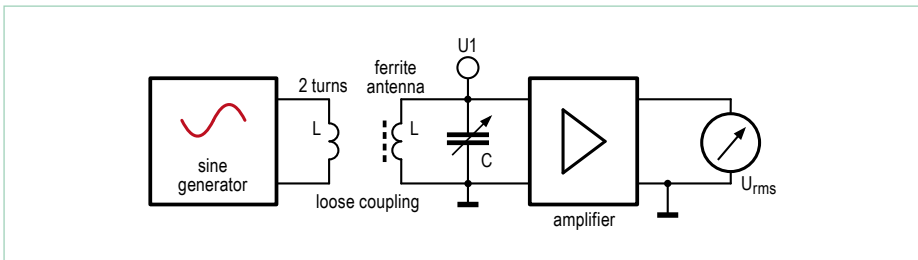 U1
2 turns
ferrite
antenna
L
L
C
sine
generator
loose coupling
amplifier
Urms